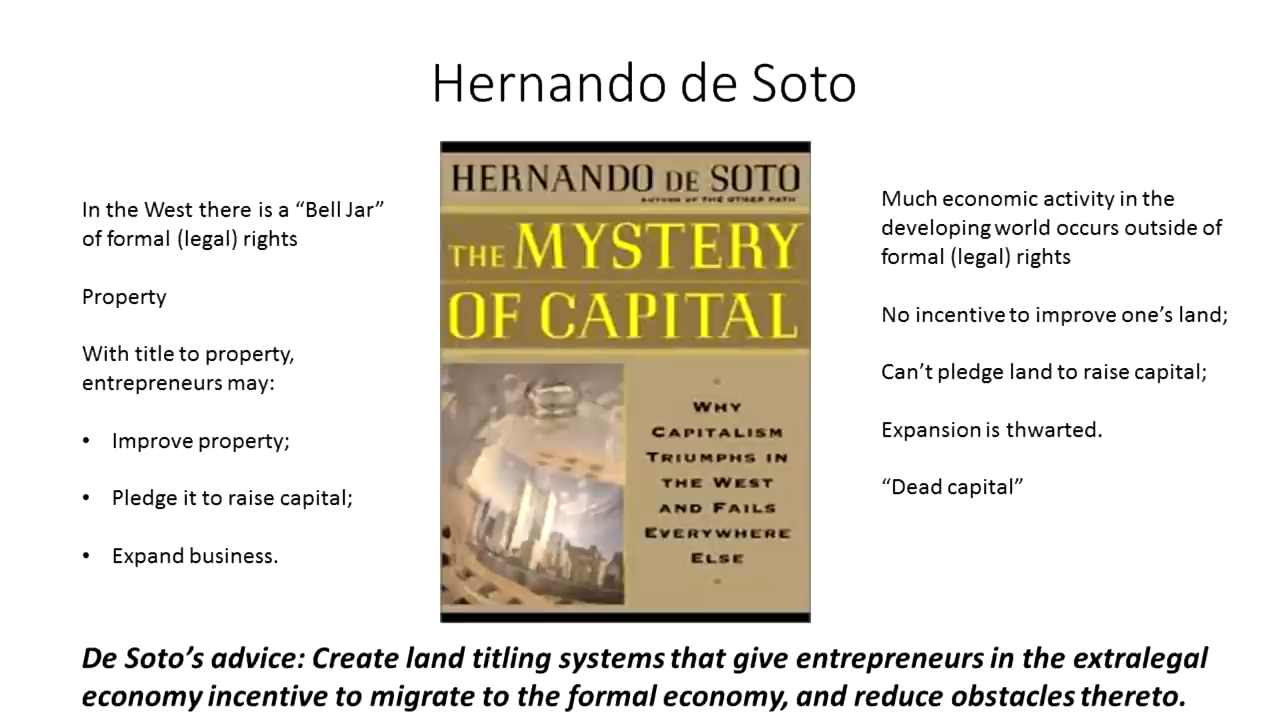 Hernando de Soto
In the West there is a “Bell Jar”
of formal (legal) rights
Property
With title to property,
entrepreneurs may:
• Improve property;
• Pledge it to raise capital;
• Expand business.
HERNANDO DE SOTO
AUTHOR OF THE OTHER PATH
THE MYSTERY
OF CAPITAL
WHY
CAPITALISM
TRIUMPHS IN
THE WEST
AND FAILS
EVERYWHERE
ELSE
Much economic activity in the
developing world occurs outside of
formal (legal) rights
No incentive to improve one’s land;
Can’t pledge land to raise capital;
Expansion is thwarted.
“Dead capital”
De Soto’s advice: Create land titling systems that give entrepreneurs in the extralegal
economy incentive to migrate to the formal economy, and reduce obstacles thereto.